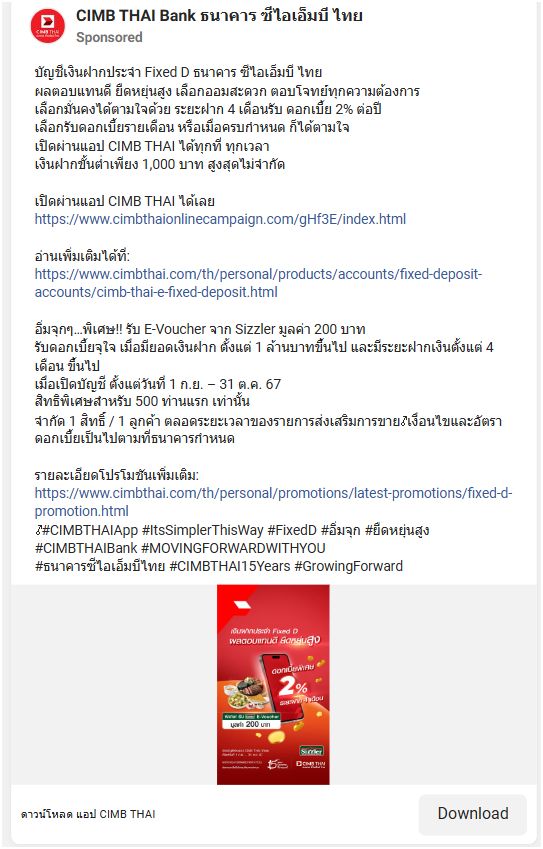 CIMB THAI Bank ธนาคาร ซีไอเอ็มบี ไทย
Sponsored
บัญชีเงินฝากประจำ Fixed D ธนาคาร ซีไอเอ็มบี ไทย
ผลตอบแทนดี ยืดหยุ่นสูง เลือกออมสะดวก ตอบโจทย์ทุกความต้องการ
เลือกมั่นคงได้ตามใจด้วย ระยะฝาก 4 เดือนรับ ดอกเบี้ย 2% ต่อปี
เลือกรับดอกเบี้ยรายเดือน หรือเมื่อครบกำหนด ก็ได้ตามใจ
เปิดผ่านแอป CIMB THAI ได้ทุกที่ ทุกเวลา
เงินฝากขั้นต่ำเพียง 1,000 บาท สูงสุดไม่จำกัด
เปิดผ่านแอป CIMB THAI ได้เลย
https://www.cimbthaionlinecampaign.com/gHf3E/index.html
อ่านเพิ่มเติมได้ที่:
https://www.cimbthai.com/th/personal/products/accounts/fixed-deposit-
accounts/cimb-thai-e-fixed-deposit.html
อิ่มจุกๆ...พิเศษ!! รับ E-Voucher จาก Sizzler มูลค่า 200 บาท
รับดอกเบี้ยจุใจ เมื่อมียอดเงินฝาก ตั้งแต่ 1 ล้านบาทขึ้นไป และมีระยะฝากเงินตั้งแต่ 4
เดือน ขึ้นไป
เมื่อเปิดบัญชี ตั้งแต่วันที่ 1 ก.ย. – 31 ต.ค. 67
สิทธิพิเศษสำหรับ 500 ท่านแรก เท่านั้น
จำกัด 1 สิทธิ์ / 1 ลูกค้า ตลอดระยะเวลาของรายการส่งเสริมการขาย เงื่อนไขและอัตรา
ดอกเบี้ยเป็นไปตามที่ธนาคารกำหนด
รายละเอียดโปรโมชันเพิ่มเติม:
https://www.cimbthai.com/th/personal/promotions/latest-promotions/fixed-d-
promotion.html
#CIMBTHAIApp #ItsSimplerThisWay #FixedD #อิ่มจุก #ยืดหยุ่นสูง
#CIMBTHAIBank #MOVINGFORWARDWITHYOU
#ธนาคารซีไอเอ็มบีไทย #CIMBTHAI15Years #GrowingForward
เงินฝากประจำ Fixed D
ผลตอบแทนดี ยืดหยุ่นสูง
ดอกเบี้ยพิเศษ
2%
ระยะฝาก 4 เดือน
E-Voucher
มูลค่า 200 บาท
Sizzler
CIMB THAI
ดาวน์โหลด แอป CIMB THAI
Download